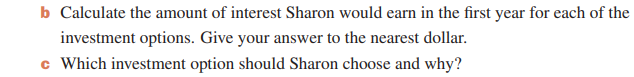 b Calculate the amount of interest Sharon would earn in the first year for each of the
investment options. Give your answer to the nearest dollar.
c Which investment option should Sharon choose and why?